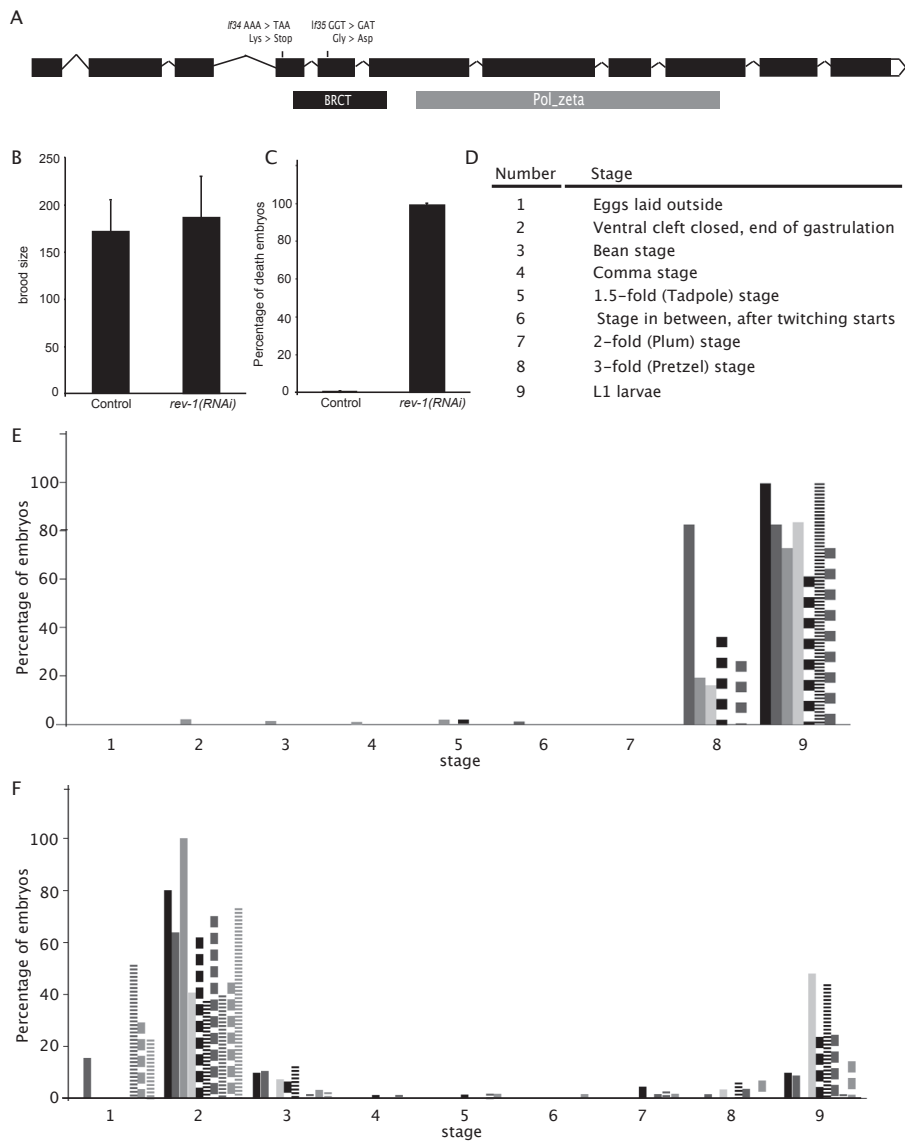 A
lf34 AAA > TAA
Lys > Stop
lf35 GGT > GAT
Gly > Asp
BRCT
Pol_zeta
B
250
200
150
100
50
0
brood size
Control
rev-1(RNAi)
C
100
80
60
40
20
0
Percentage of death embryos
Control
rev-1(RNAi)
D
Number Stage
1 Eggs laid outside
2 Ventral cleft closed, end of gastrulation
3 Bean stage
4 Comma stage
5 1.5-fold (Tadpole) stage
6 Stage in between, after twitching starts
7 2-fold (Plum) stage
8 3-fold (Pretzel) stage
9 L1 larvae
E
100
80
60
40
20
0
Percentage of embryos
1 2 3 4 5 6 7 8 9
stage
F
100
80
60
40
20
0
Percentage of embryos
1 2 3 4 5 6 7 8 9
stage